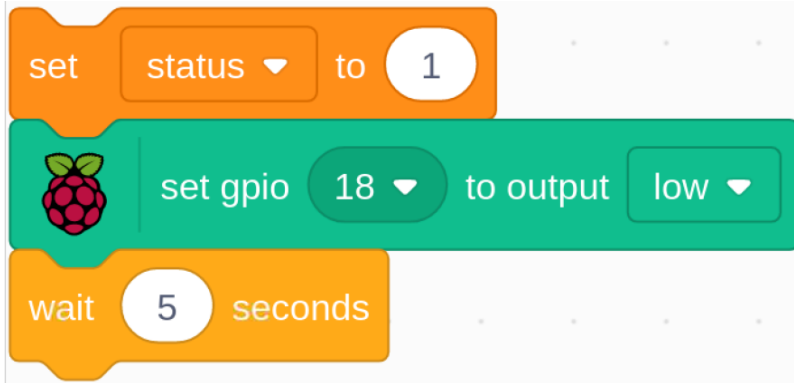 set status to 1
set gpio 18 to output low
wait 5 seconds